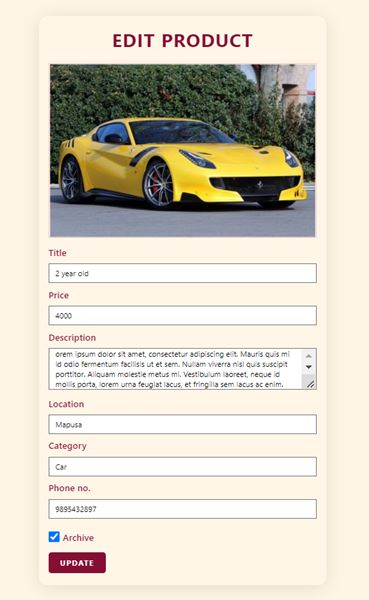 EDIT PRODUCT
Title
2 year old
Price
4000
Description
orem ipsum dolor sit amet, consectetur adipiscing elit. Mauris quis mi
id odio fermentum facilisis ut et sem. Nullam viverra nisl quis suscipit
porttitor. Aliquam molestie metus mi. Vestibulum laoreet, neque id
mollis porta, lorem urna feugiat lacus, et fringilla sem lacus ac enim.
Location
Mapusa
Category
Car
Phone no.
9895432897
Archive
UPDATE